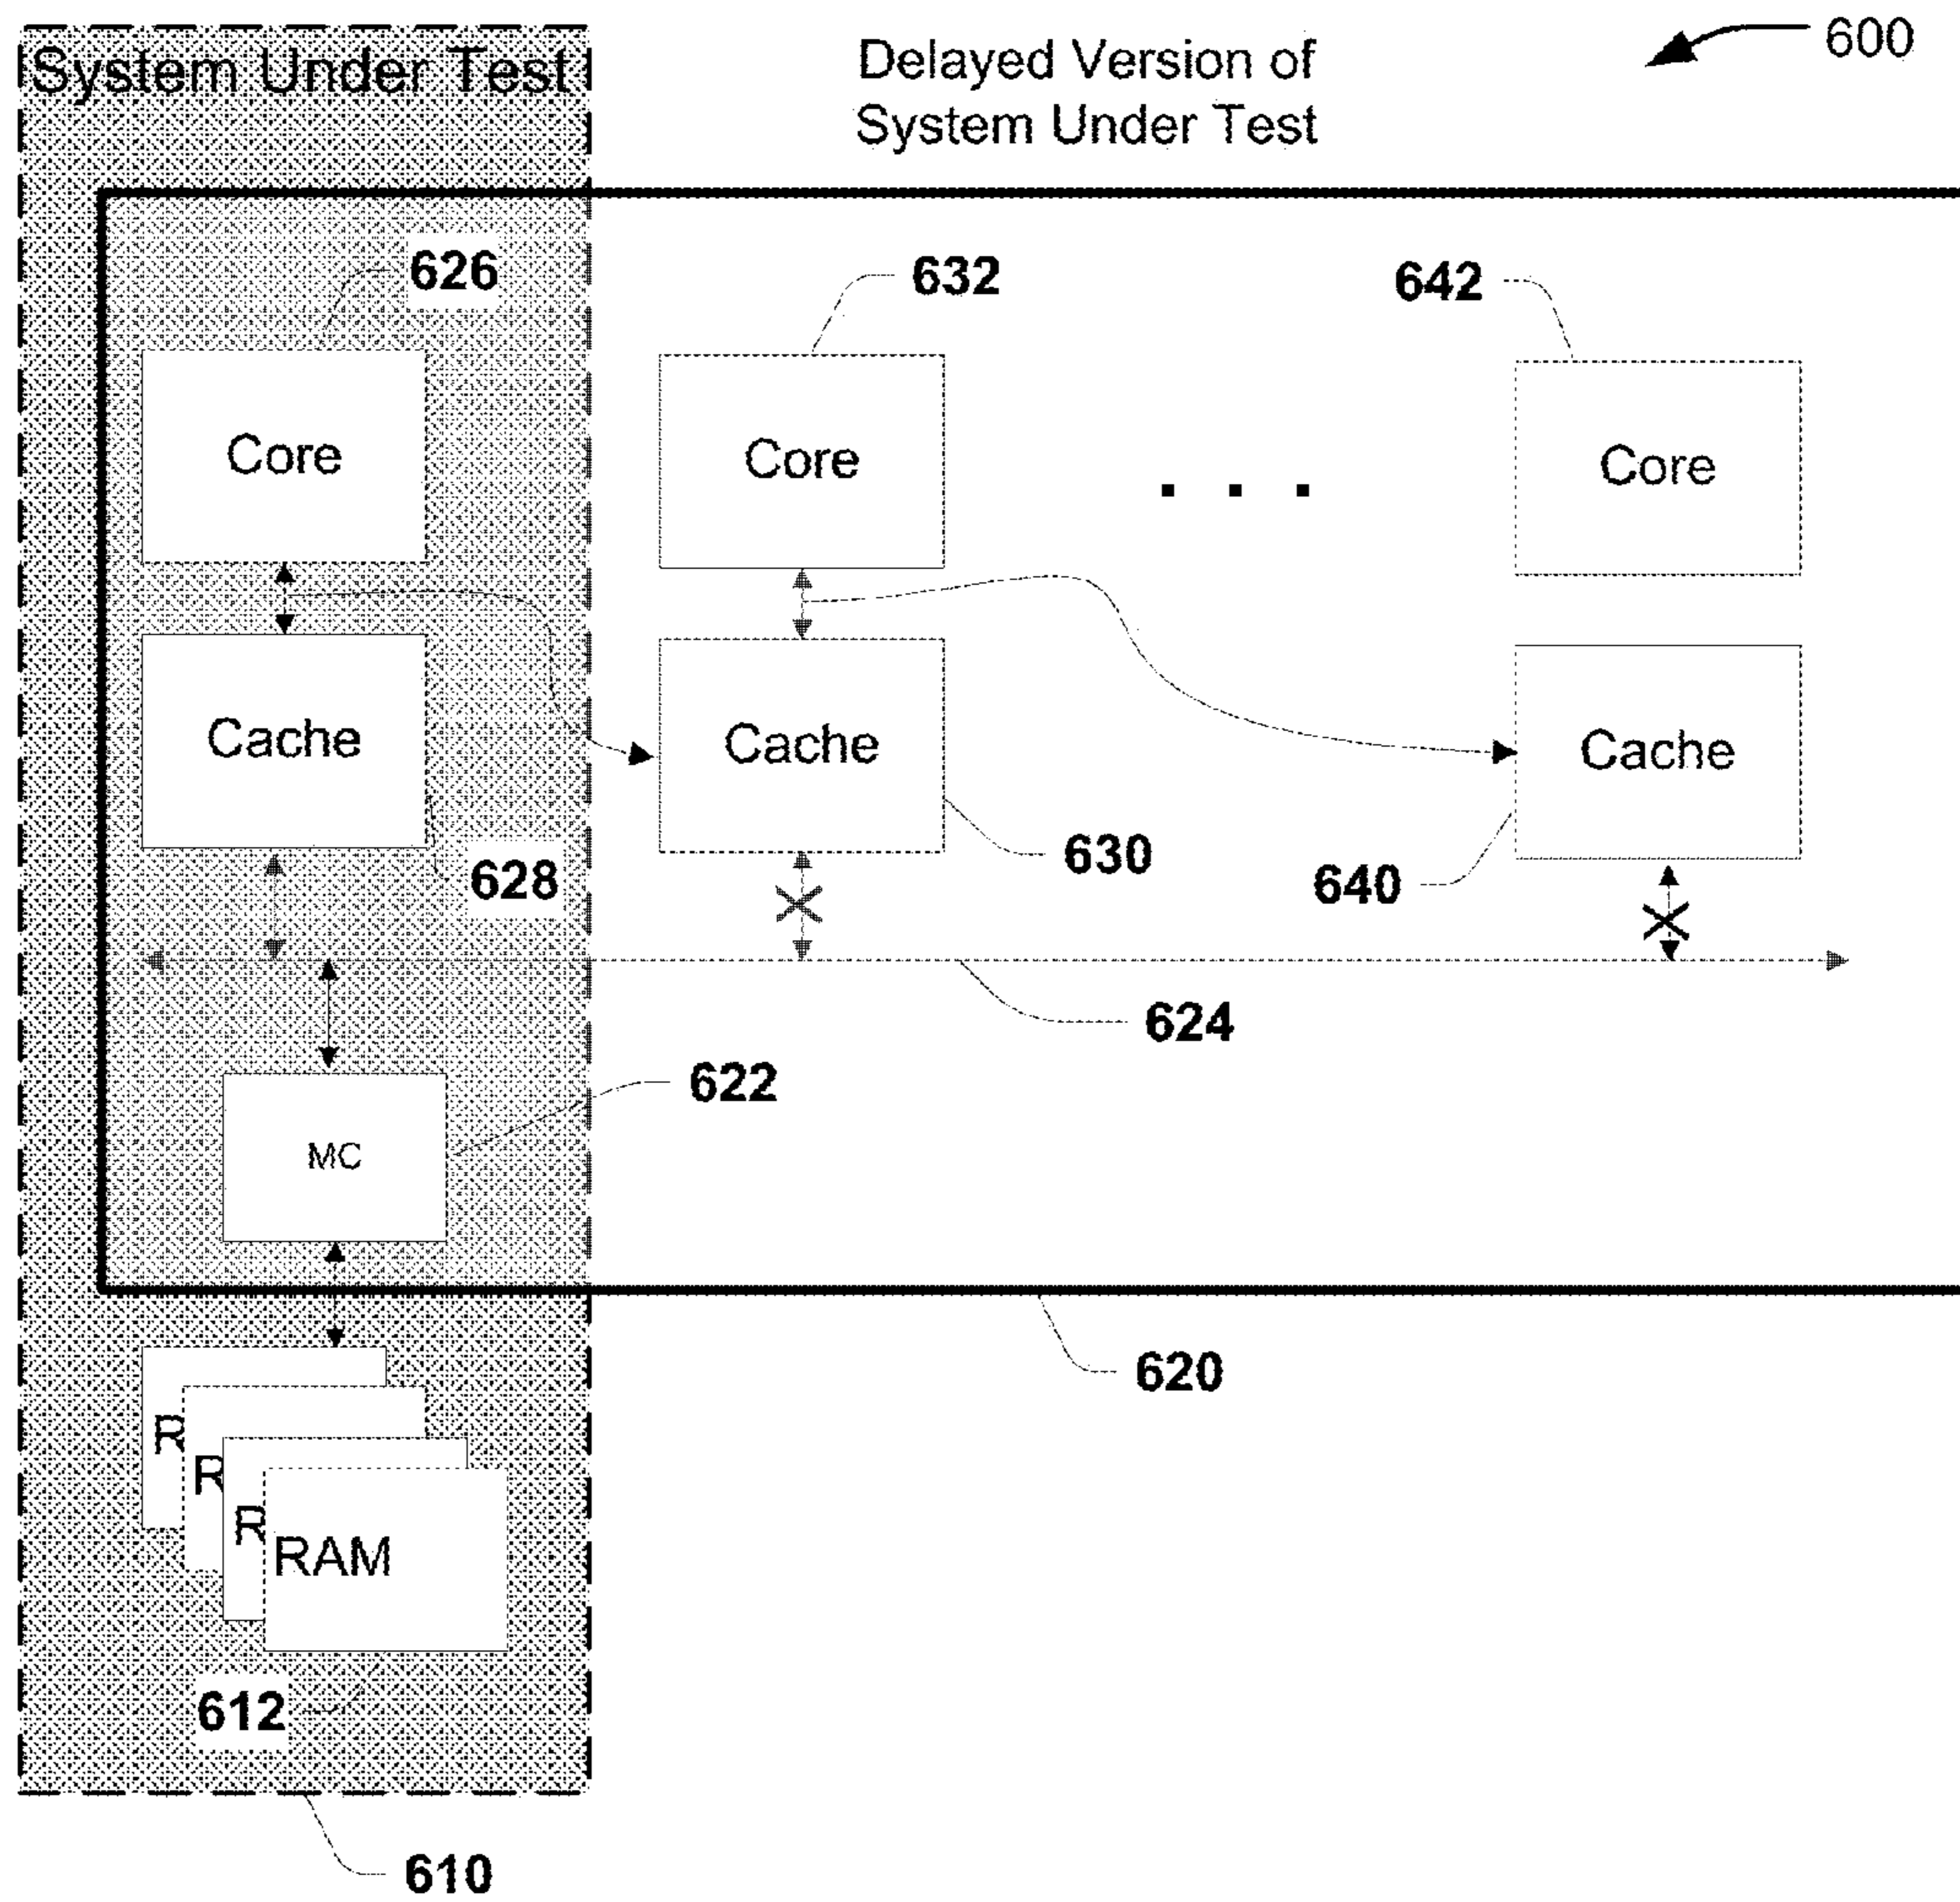 System Under Test
Delayed Version of
System Under Test
600
626
632
642
Core
Core
. . .
Core
Cache
Cache
Cache
628
630
640
624
622
MC
620
R
R
R
RAM
612
610